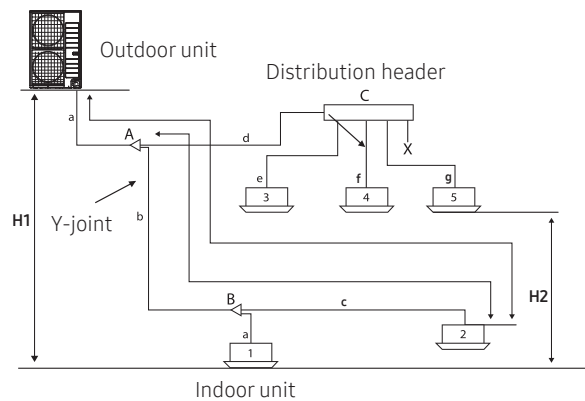 Outdoor unit
Distribution header
C
a
A
d
X
e
f
g
3
4
5
H1
Y-joint
b
H2
B
c
a
2
1
Indoor unit